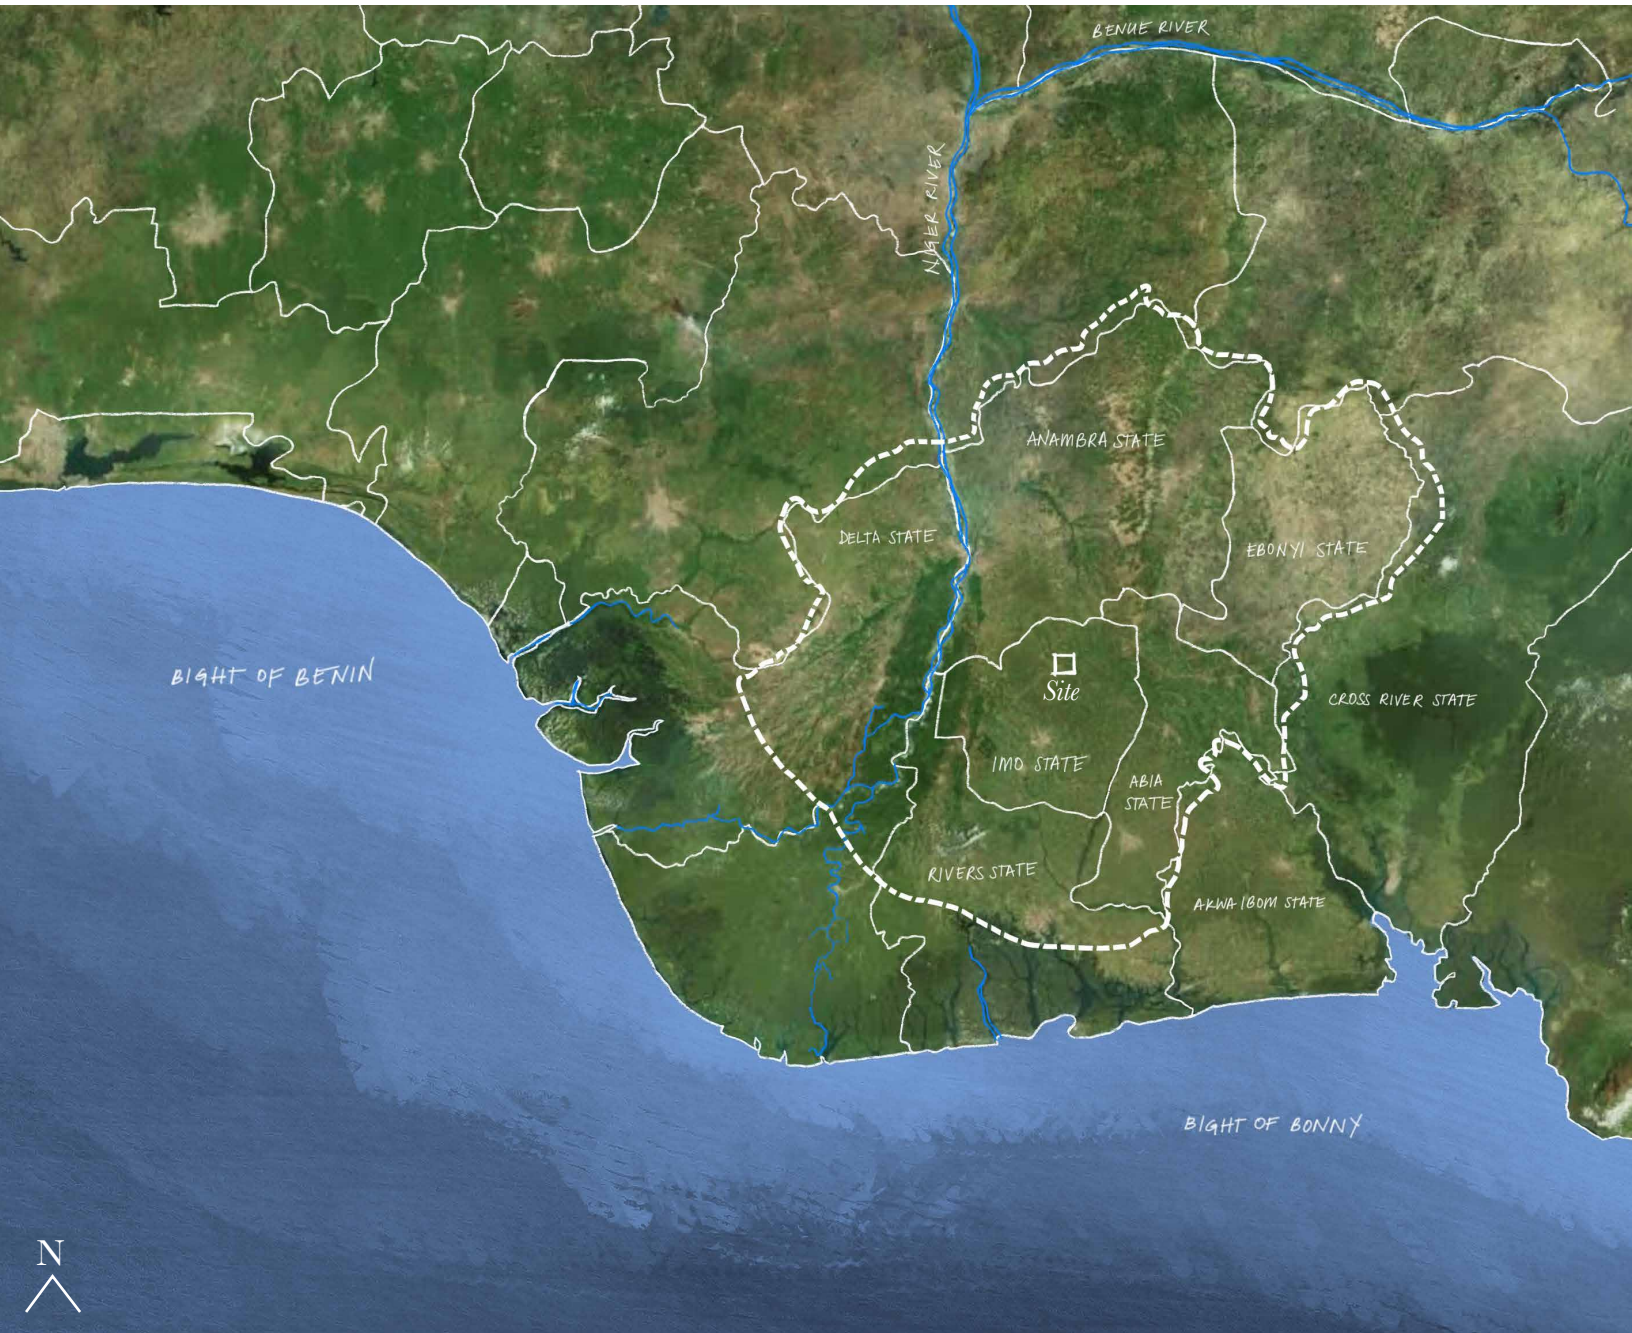 BENUE RIVER
NIGER RIVER
ANAMBRA STATE
DELTA STATE
EBONYI STATE
BIGHT OF BENIN
Site
CROSS RIVER STATE
IMO STATE
ABIA
STATE
RIVERS STATE
AKWA IBOM STATE
BIGHT OF BONNY
N